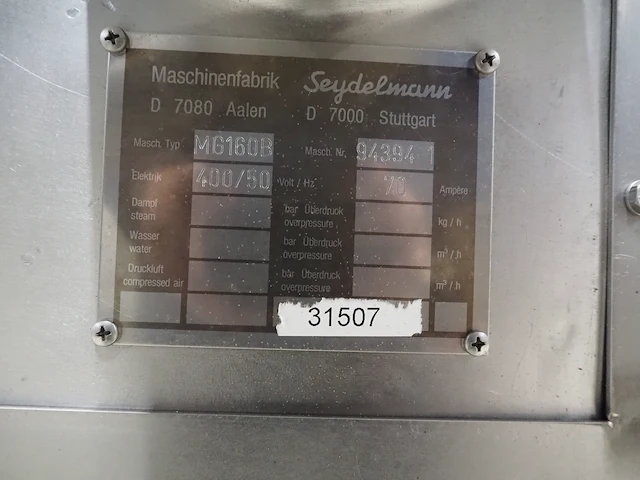 Maschinenfabrik Seydelmann
D 7080 Aalen D 7000 Stuttgart
Masch. Typ MG160B Masch. Nr. 94394 1
Elektrik 400/50 Volt / Hz 70 Ampère
Dampf steam bar Überdruck overpressure kg / h
Wasser water bar Überdruck overpressure m³ / h
Druckluft compressed air bar Überdruck overpressure m³ / h
31507